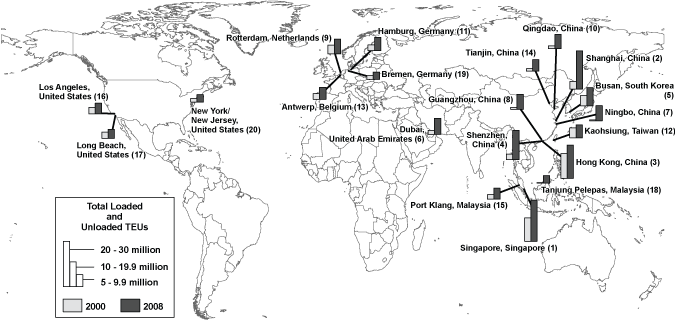 Qingdao, China (10)
Hamburg, Germany (11)
Rotterdam, Netherlands (9)
Tianjin, China (14)
Shanghai, China (2)
Bremen, Germany (19)
Los Angeles,
United States (16)
Busan, South Korea
(5)
Guangzhou, China (8)
Antwerp, Belgium (13)
New York/
New Jersey,
United States (20)
Ningbo, China (7)
Dubai,
United Arab Emirates (6)
Shenzhen,
China (4)
Kaohsiung, Taiwan (12)
Long Beach,
United States (17)
Hong Kong, China (3)
Tanjung Pelepas, Malaysia (18)
Port Klang, Malaysia (15)
Singapore, Singapore (1)
Total Loaded
and
Unloaded TEUs
20 - 30 million
10 - 19.9 million
5 - 9.9 million
2000 2008